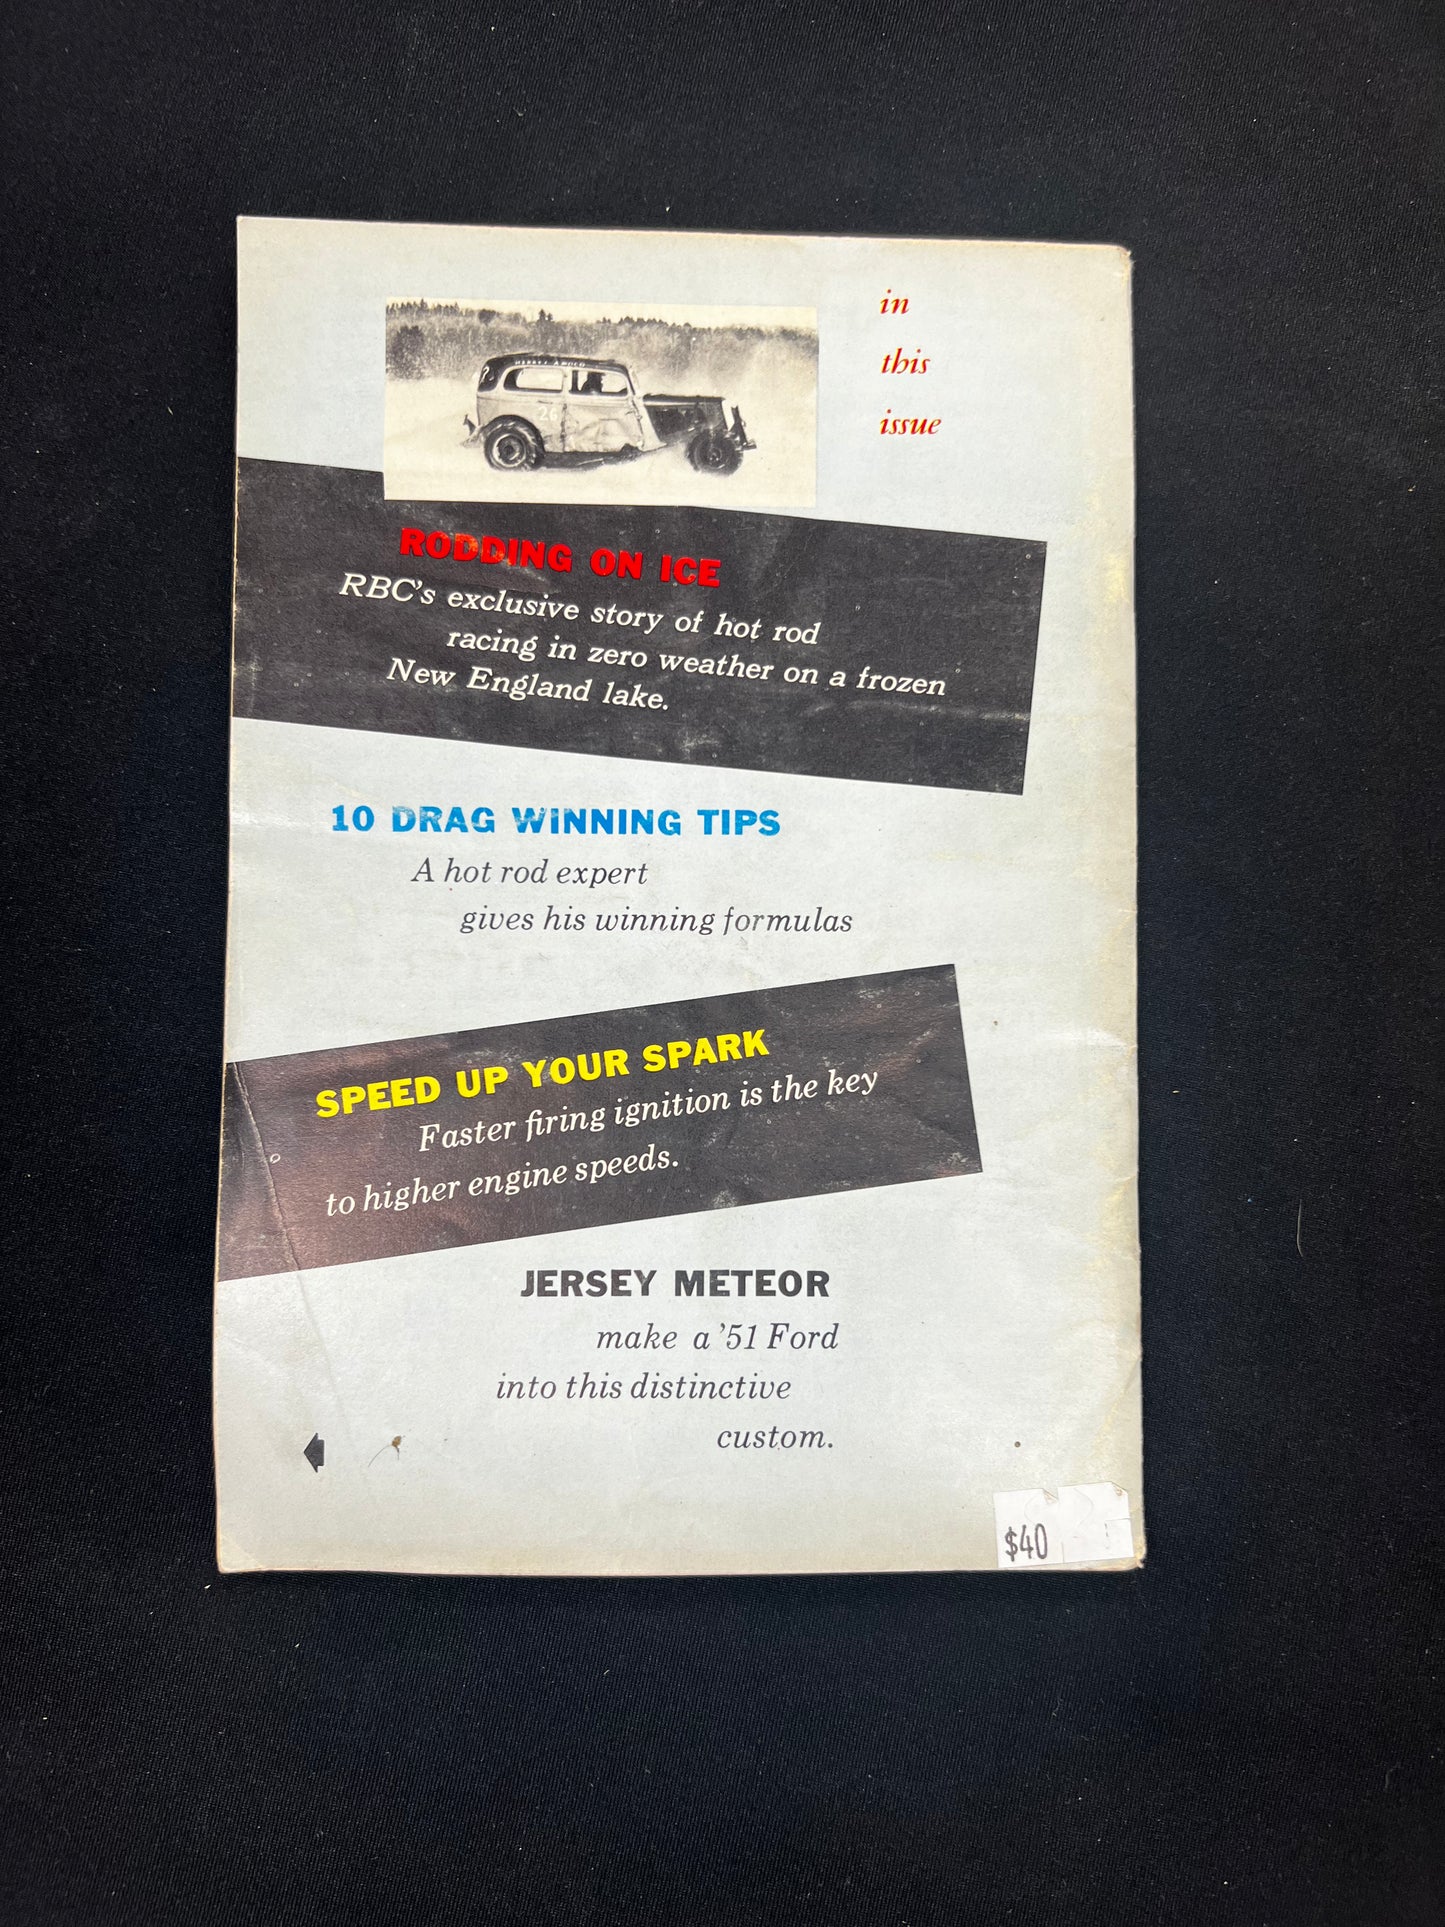 in
this
issue
26
RODDING ON ICE
RBC's exclusive story of hot rod
racing in zero weather on a frozen
New England lake.
10 DRAG WINNING TIPS
A hot rod expert
gives his winning formulas
SPEED UP YOUR SPARK
Faster firing ignition is the key
to higher engine speeds.
JERSEY METEOR
make a '51 Ford
into this distinctive
custom.
$40